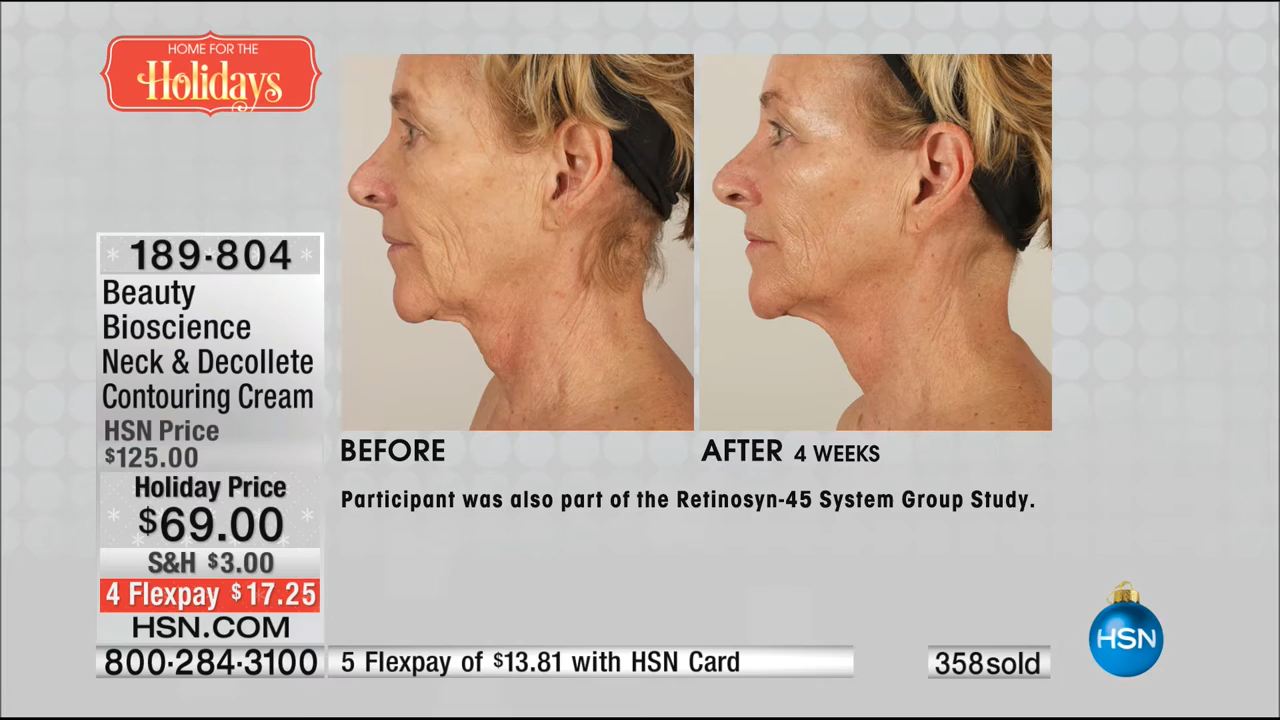 HOME FOR THE
Holidays
189·804
Beauty
Bioscience
Neck & Decollete
Contouring Cream
HSN Price
$125.00
Holiday Price
$69.00
S&H $3.00
4 Flexpay $17.25
HSN.COM
800·284·3100
BEFORE
AFTER 4 WEEKS
Participant was also part of the Retinosyn-45 System Group Study.
5 Flexpay of $13.81 with HSN Card
358sold
HSN